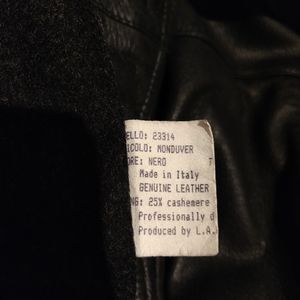 ELLO: 23314
ICOLO: MONDUVER
ORE: NERO T
Made in Italy
GENUINE LEATHER
NG: 25% cashemere
Professionally d
Produced by L.A.